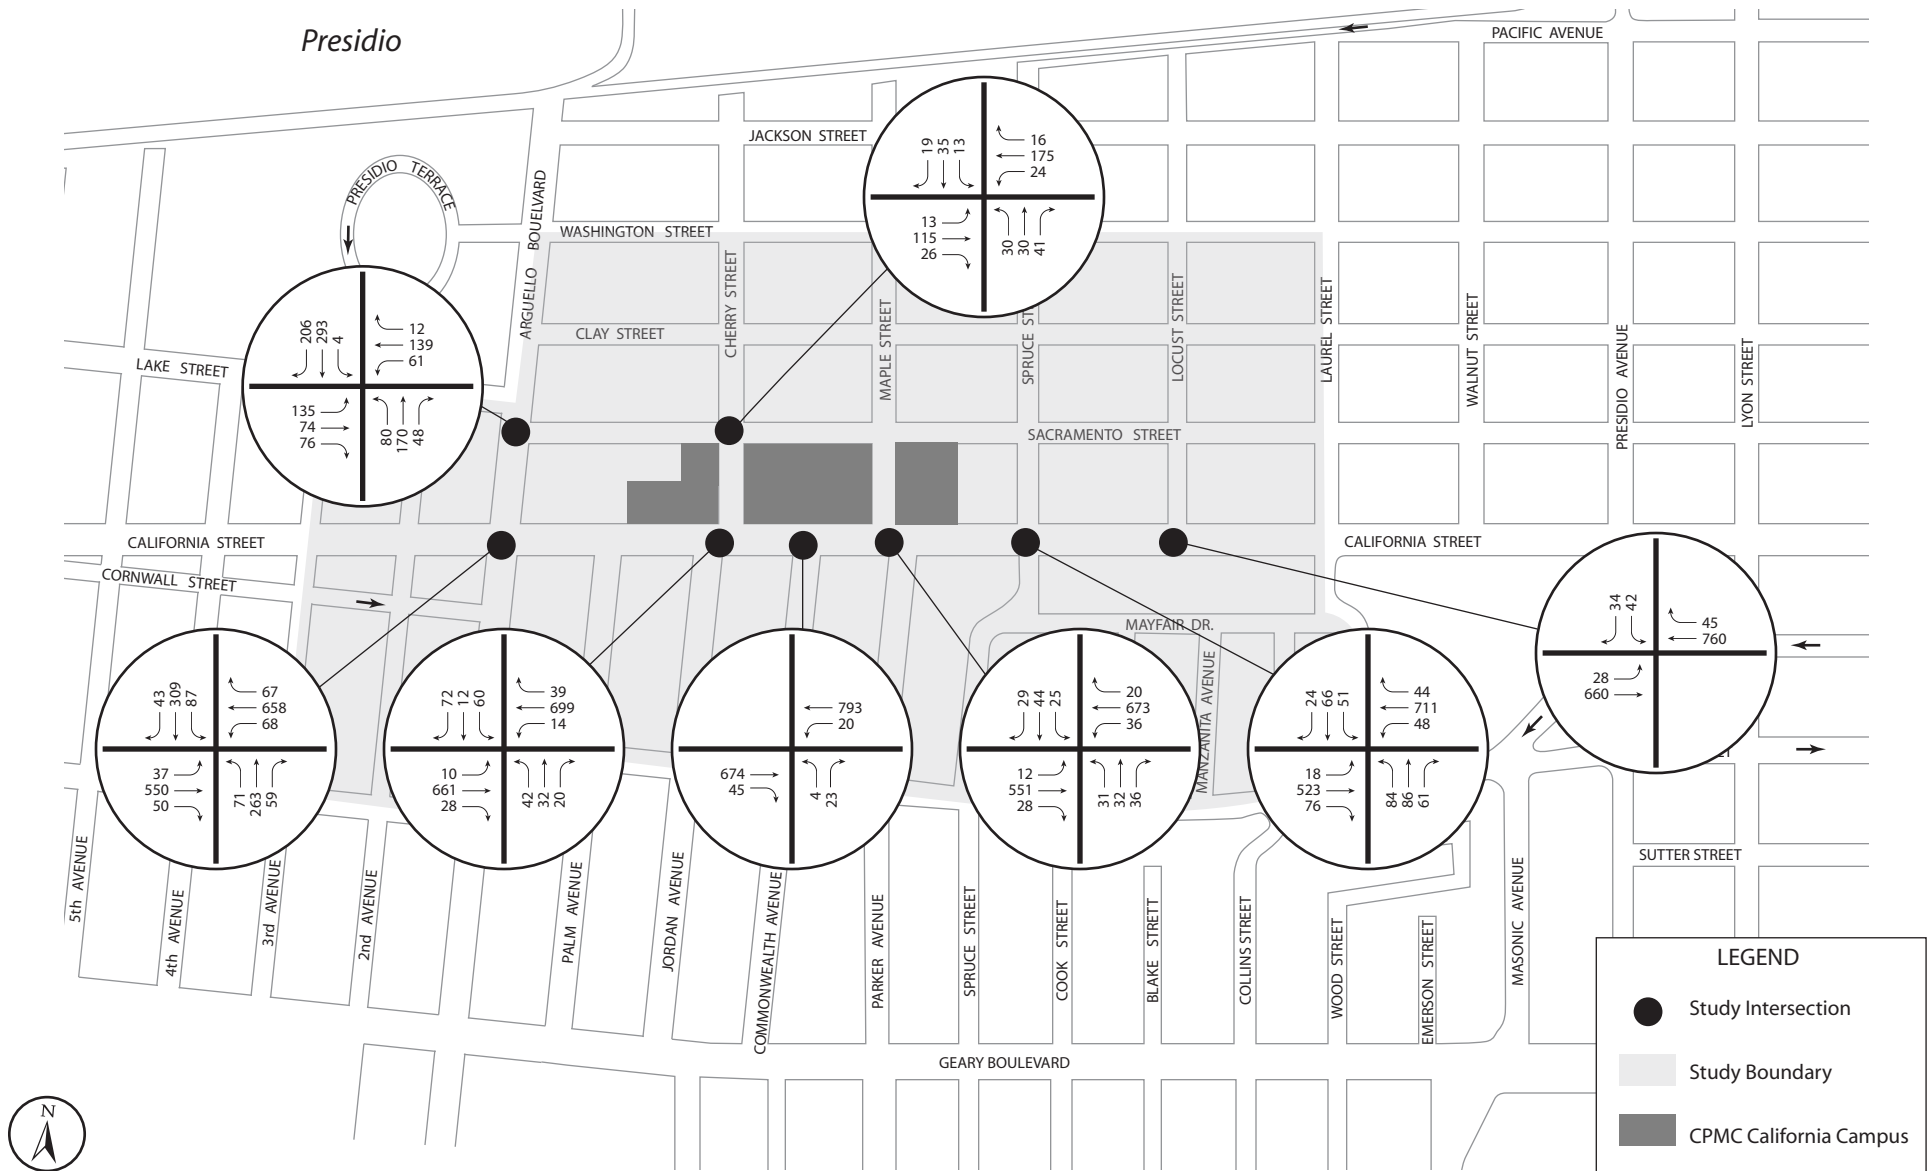 Presidio
PACIFIC AVENUE
JACKSON STREET
PRESIDIO TERRACE
ARGUELLO BOUELVARD
WASHINGTON STREET
CHERRY STREET
CLAY STREET
MAPLE STREET
SPRUCE ST
LOCUST STREET
LAUREL STREET
WALNUT STREET
PRESIDIO AVENUE
LYON STREET
LAKE STREET
SACRAMENTO STREET
CALIFORNIA STREET
CALIFORNIA STREET
CORNWALL STREET
MAYFAIR DR.
MANZANITA AVENUE
19 35 13
16
175
24
13
115
26
30 30 41
206 293 4
12
139
61
135
74
76
80 170 48
43 309 87
67
658
68
37
550
50
71 263 59
72 12 60
39
699
14
10
661
28
42 32 20
793
20
674
45
4 23
29 44 25
20
673
36
12
551
28
31 32 36
24 66 51
44
711
48
18
523
76
84 86 61
34 42
45
760
28
660
SUTTER STREET
5th AVENUE
4th AVENUE
3rd AVENUE
2nd AVENUE
PALM AVENUE
JORDAN AVENUE
COMMONWEALTH AVENUE
PARKER AVENUE
SPRUCE STREET
COOK STREET
BLAKE STRETT
COLLINS STREET
WOOD STREET
EMERSON STREET
MASONIC AVENUE
GEARY BOULEVARD
N
LEGEND
Study Intersection
Study Boundary
CPMC California Campus